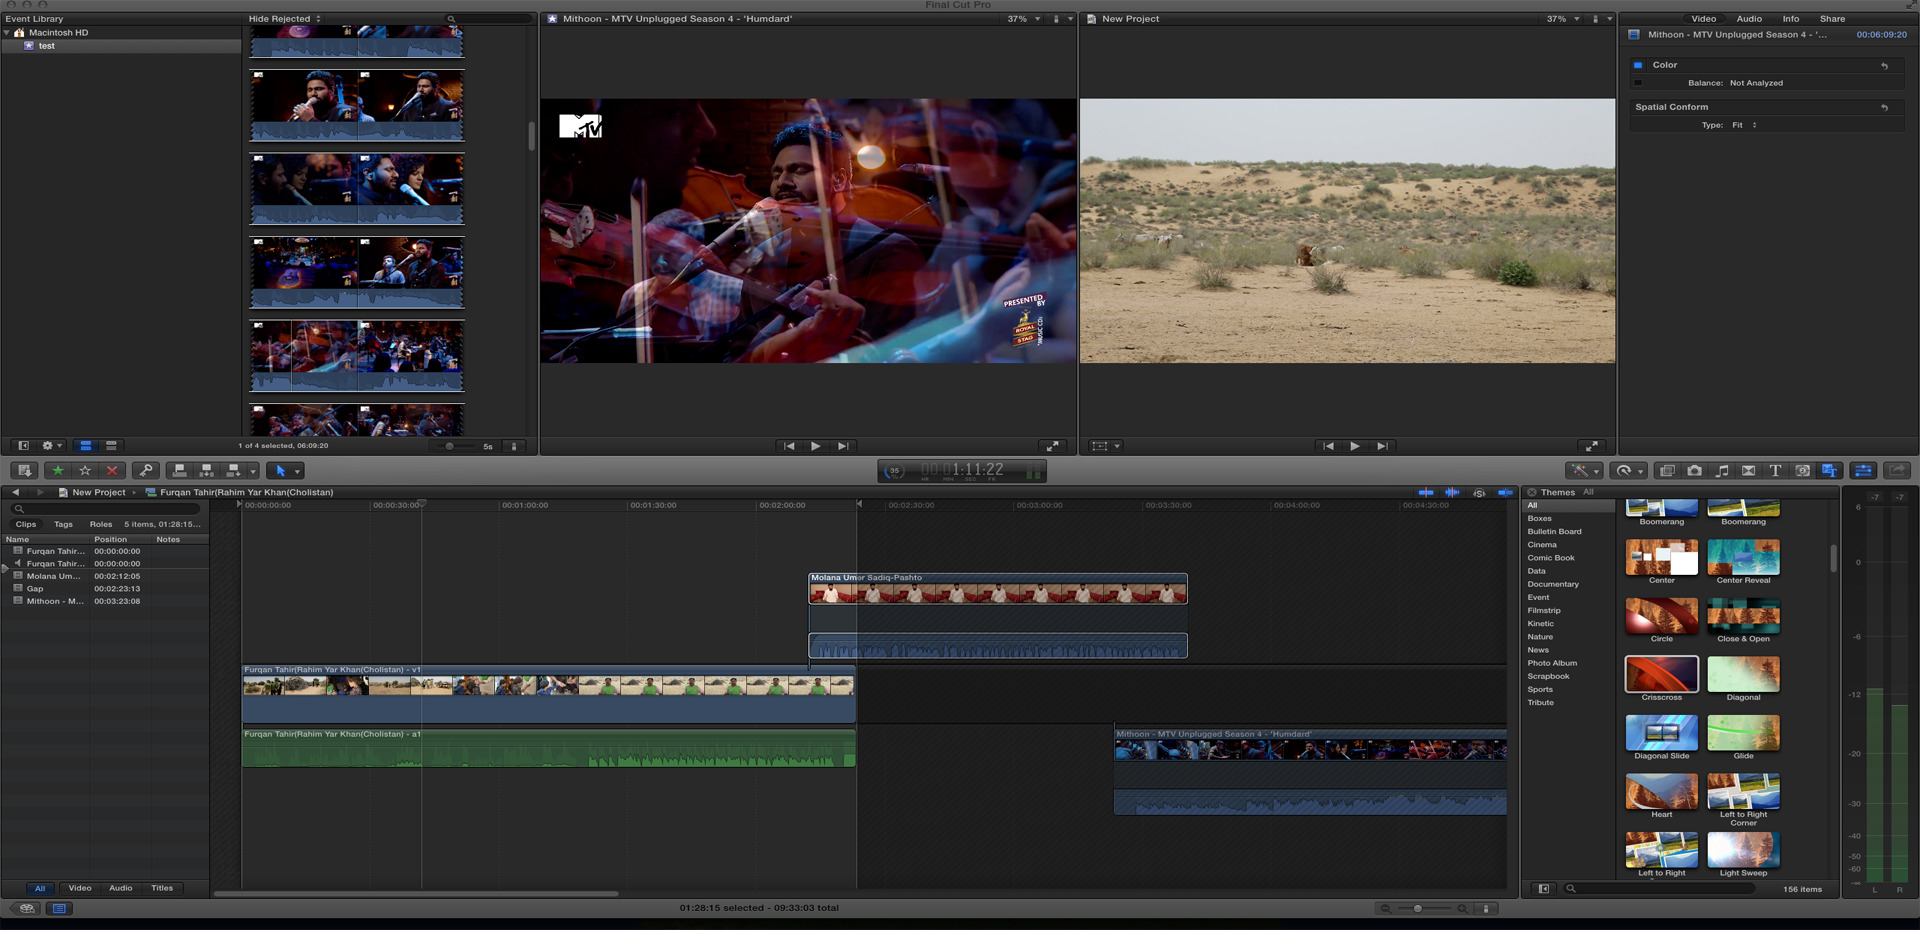 Final Cut Pro
Event Library
Hide Rejected
Mithoon - MTV Unplugged Season 4 - 'Humdard'
37%
New Project
37%
Video
Audio
Info
Share
Macintosh HD
test
Mithoon - MTV Unplugged Season 4 - '...
00:06:09:20
Color
Balance: Not Analyzed
Spatial Conform
Type: Fit
MTV
PRESENTED BY
ROYAL STAG
1 of 4 selected, 06:09:20
5s
35
1:11:22
HR MIN SEC FR
New Project
Furqan Tahir(Rahim Yar Khan(Cholistan)
Clips
Tags
Roles
5 items, 01:28:15...
Name
Position
Notes
Furqan Tahir... 00:00:00:00
Furqan Tahir... 00:00:00:00
Molana Um... 00:02:12:05
Gap 00:02:23:13
Mithoon - M... 00:03:23:08
00:00:00:00
00:00:30:00
00:01:00:00
00:01:30:00
00:02:00:00
00:02:30:00
00:03:00:00
00:03:30:00
00:04:00:00
00:04:30:00
Molana Umer Sadiq-Pashto
Furqan Tahir(Rahim Yar Khan(Cholistan) - v1
Furqan Tahir(Rahim Yar Khan(Cholistan) - a1
Mithoon - MTV Unplugged Season 4 - 'Humdard'
Themes
All
All
Boxes
Bulletin Board
Cinema
Comic Book
Data
Documentary
Event
Filmstrip
Kinetic
Nature
News
Photo Album
Scrapbook
Sports
Tribute
Boomerang
Boomerang
Center
Center Reveal
Circle
Close & Open
Crisscross
Diagonal
Diagonal Slide
Glide
Heart
Left to Right Corner
Left to Right
Light Sweep
156 items
-7 -7
6
0
-6
-12
-20
-30
-40
-50
-60
-∞
L R
All
Video
Audio
Titles
01:28:15 selected - 09:33:03 total